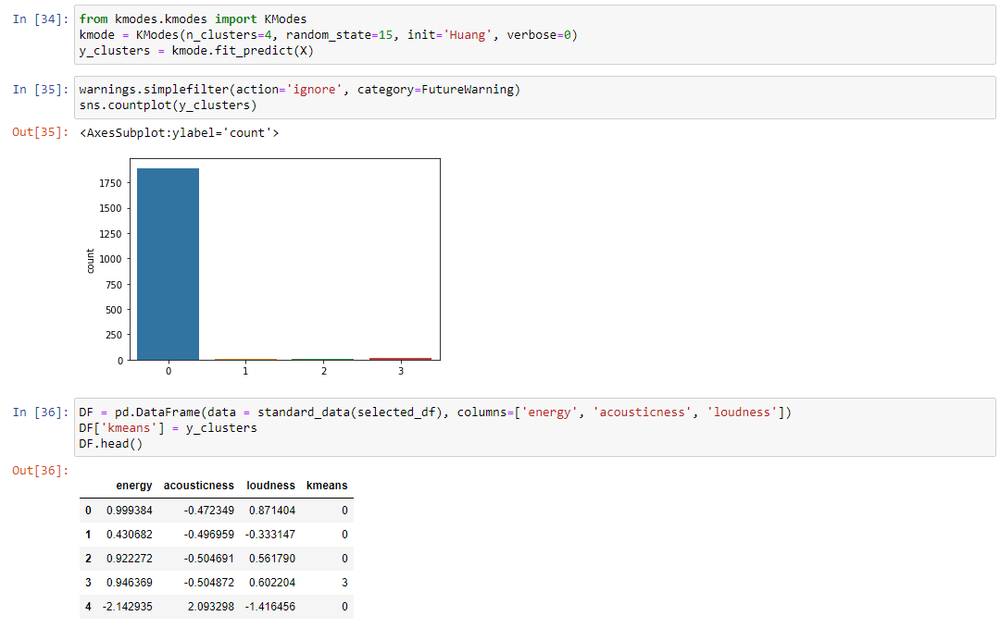 In [34]: from kmodes.kmodes import KModes
kmode = KModes(n_clusters=4, random_state=15, init='Huang', verbose=0)
y_clusters = kmode.fit_predict(X)
In [35]: warnings.simplefilter(action='ignore', category=FutureWarning)
sns.countplot(y_clusters)
Out[35]: <AxesSubplot:ylabel='count'>
1750
1500
1250
1000
750
500
250
0
count
0 1 2 3
In [36]: DF = pd.DataFrame(data = standard_data(selected_df), columns=['energy', 'acousticness', 'loudness'])
DF['kmeans'] = y_clusters
DF.head()
Out[36]:
energy acousticness loudness kmeans
0 0.999384 -0.472349 0.871404 0
1 0.430682 -0.496959 -0.333147 0
2 0.922272 -0.504691 0.561790 0
3 0.946369 -0.504872 0.602204 3
4 -2.142935 2.093298 -1.416456 0